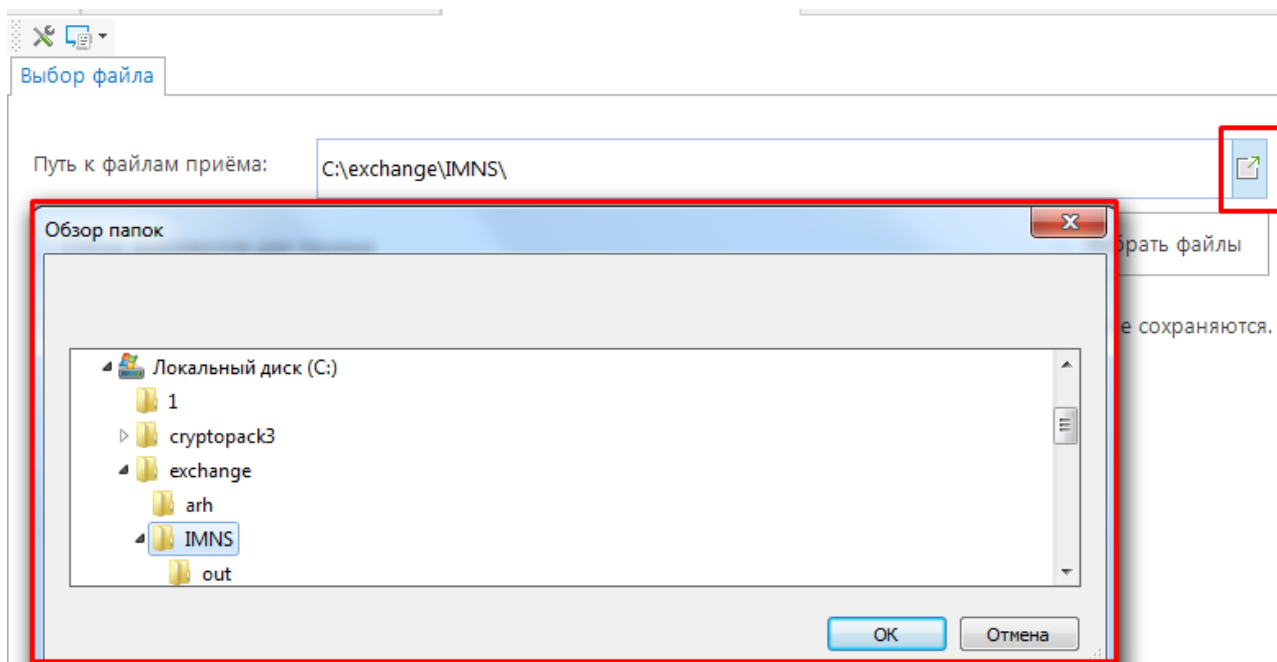 Выбор файла
Путь к файлам приёма:
C:\exchange\IMNS\
Обзор папок
файлы
е сохраняются.
Локальный диск (C:)
1
cryptopack3
exchange
arh
IMNS
out
OK
Отмена